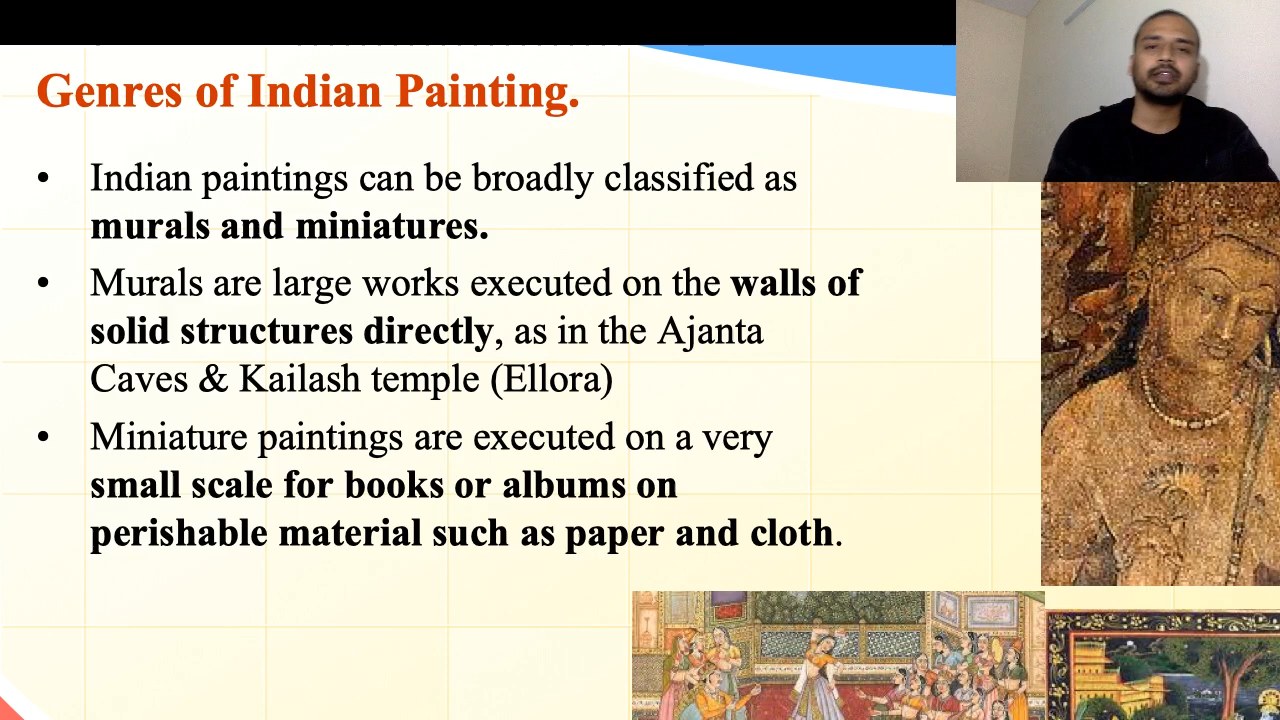 Genres of Indian Painting.
• Indian paintings can be broadly classified as
murals and miniatures.
• Murals are large works executed on the walls of
solid structures directly, as in the Ajanta
Caves & Kailash temple (Ellora)
• Miniature paintings are executed on a very
small scale for books or albums on
perishable material such as paper and cloth.